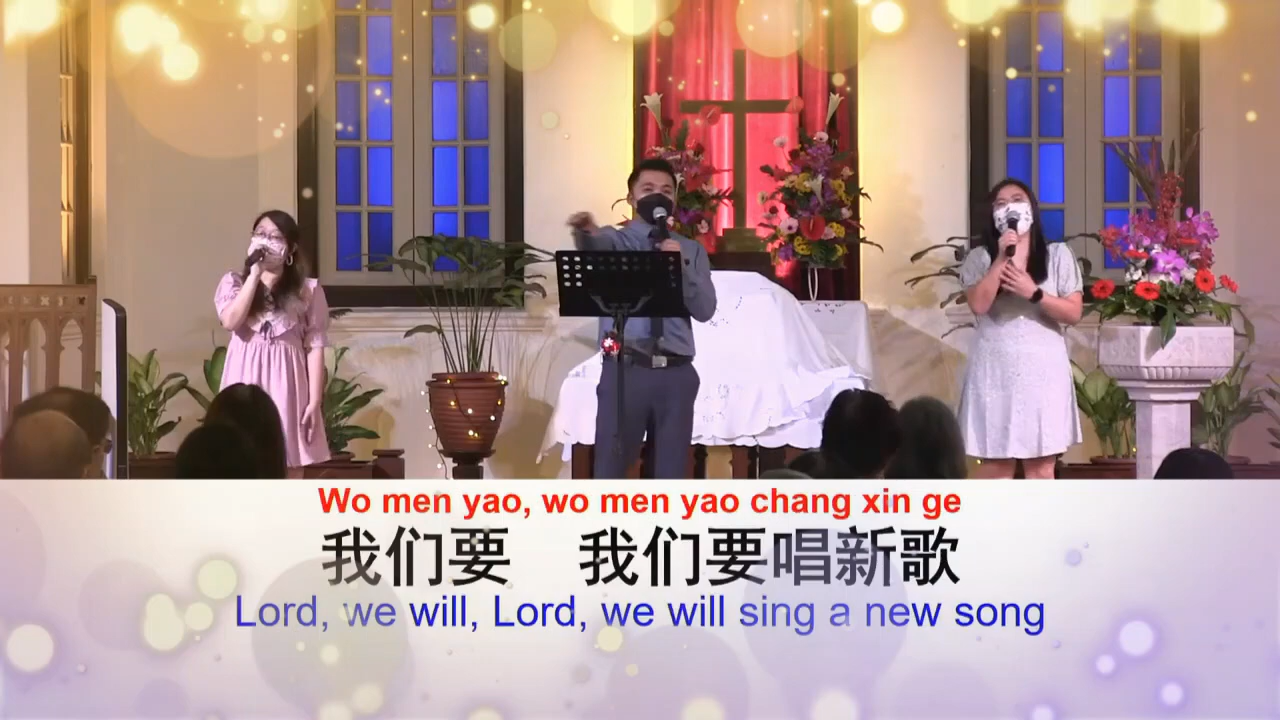 Wo men yao, wo men yao chang xin ge
我们要　我们要唱新歌
Lord, we will, Lord, we will sing a new song